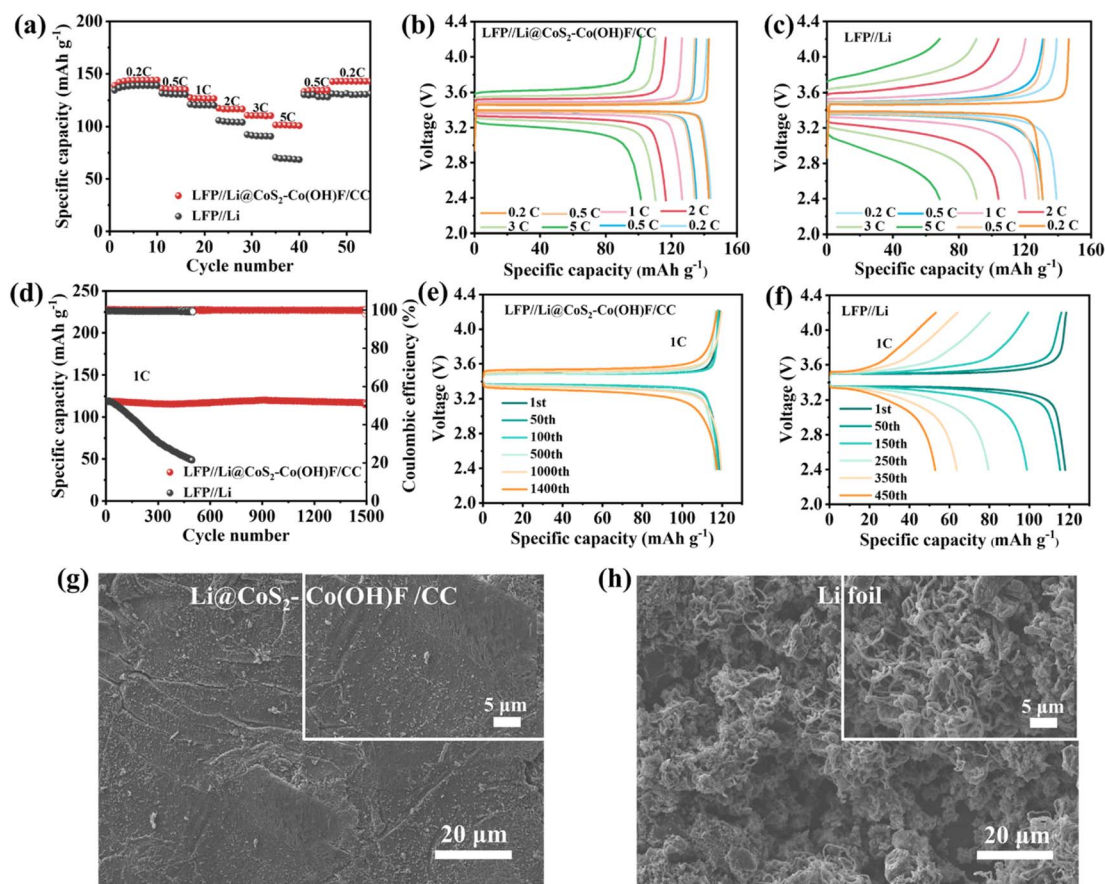 (a)
200
150
100
50
0
0 10 20 30 40 50
0.2C
0.5C
1C
2C
3C
5C
0.5C
0.2C
LFP//Li@CoS₂-Co(OH)F/CC
LFP//Li
Specific capacity (mAh g⁻¹)
Cycle number
(b)
LFP//Li@CoS₂-Co(OH)F/CC
4.4
4.0
3.6
3.2
2.8
2.4
2.0
0 40 80 120 160
0.2 C 0.5 C 1 C 2 C
3 C 5 C 0.5 C 0.2 C
Voltage (V)
Specific capacity (mAh g⁻¹)
(c)
LFP//Li
4.4
4.0
3.6
3.2
2.8
2.4
2.0
0 20 40 60 80 100 120 140
0.2 C 0.5 C 1 C 2 C
3 C 5 C 0.5 C 0.2 C
Voltage (V)
Specific capacity (mAh g⁻¹)
(d)
250
225
200
175
150
125
100
75
50
25
0
0 300 600 900 1200 1500
100
80
60
40
20
0
1C
LFP//Li@CoS₂-Co(OH)F/CC
LFP//Li
Specific capacity (mAh g⁻¹)
Coulombic efficiency (%)
Cycle number
(e)
LFP//Li@CoS₂-Co(OH)F/CC
1C
4.4
4.0
3.6
3.2
2.8
2.4
2.0
0 20 40 60 80 100 120 140
1st
50th
100th
500th
1000th
1400th
Voltage (V)
Specific capacity (mAh g⁻¹)
(f)
LFP//Li
1C
4.4
4.0
3.6
3.2
2.8
2.4
2.0
0 20 40 60 80 100 120
1st
50th
150th
250th
350th
450th
Voltage (V)
Specific capacity (mAh g⁻¹)
(g)
Li@CoS₂-Co(OH)F /CC
5 μm
20 μm
(h)
Li foil
5 μm
20 μm